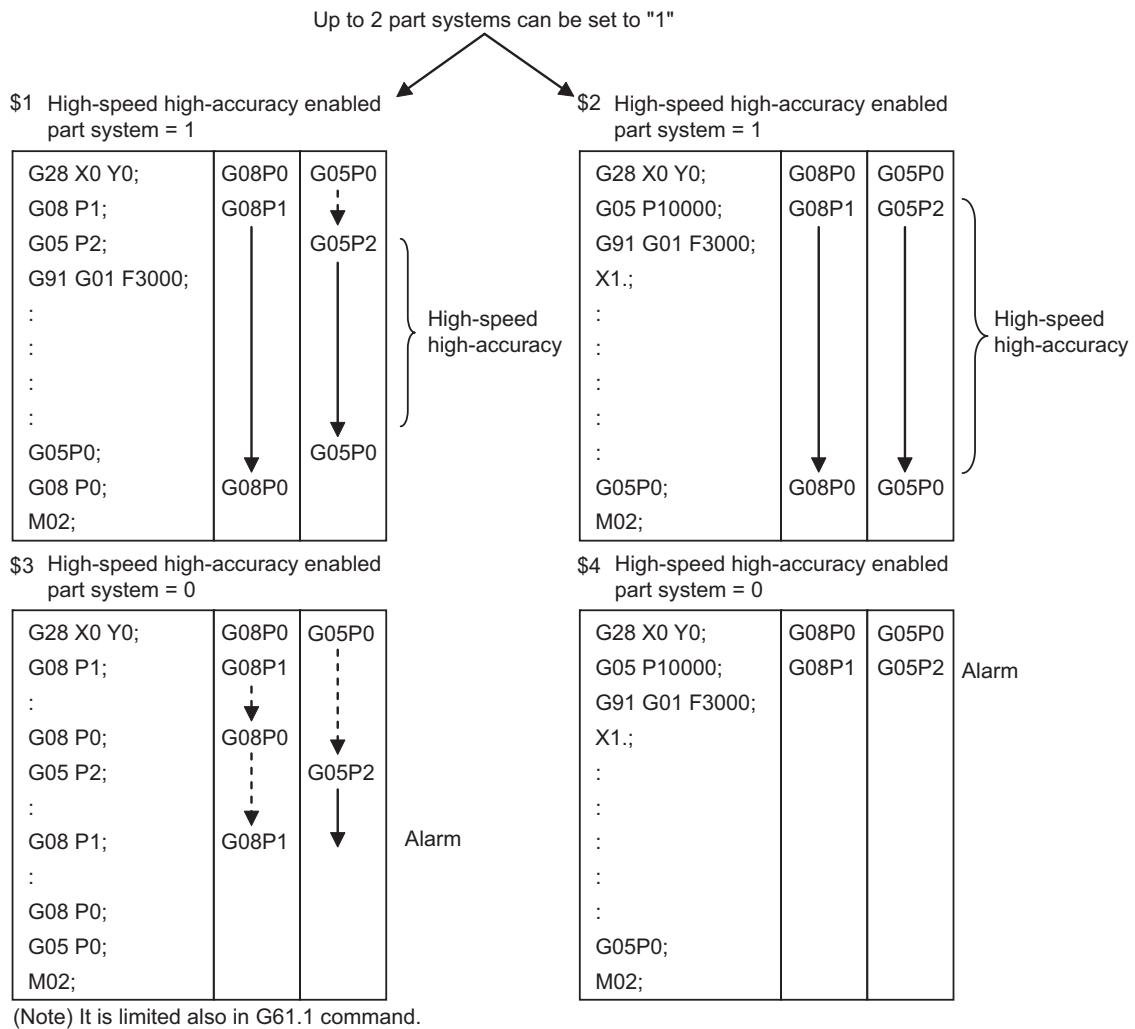 Up to 2 part systems can be set to "1"
$1 High-speed high-accuracy enabled
part system = 1
G28 X0 Y0; G08P0 G05P0
G08 P1; G08P1
G05 P2; G05P2
G91 G01 F3000;
:
High-speed
:
high-accuracy
:
:
G05P0; G05P0
G08 P0; G08P0
M02;
$2 High-speed high-accuracy enabled
part system = 1
G28 X0 Y0; G08P0 G05P0
G05 P10000; G08P1 G05P2
G91 G01 F3000;
X1.;
:
High-speed
:
high-accuracy
:
:
:
G05P0; G08P0 G05P0
M02;
$3 High-speed high-accuracy enabled
part system = 0
G28 X0 Y0; G08P0 G05P0
G08 P1; G08P1
:
G08 P0; G08P0
G05 P2; G05P2
:
G08 P1; G08P1 Alarm
:
G08 P0;
G05 P0;
M02;
$4 High-speed high-accuracy enabled
part system = 0
G28 X0 Y0; G08P0 G05P0
G05 P10000; G08P1 G05P2 Alarm
G91 G01 F3000;
X1.;
:
:
:
:
:
G05P0;
M02;
(Note) It is limited also in G61.1 command.